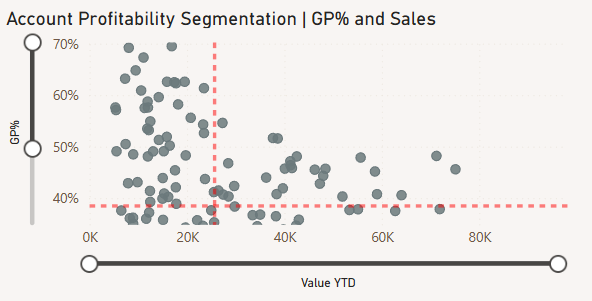 Account Profitability Segmentation | GP% and Sales
70%
60%
50%
40%
GP%
0K 20K 40K 60K 80K
Value YTD